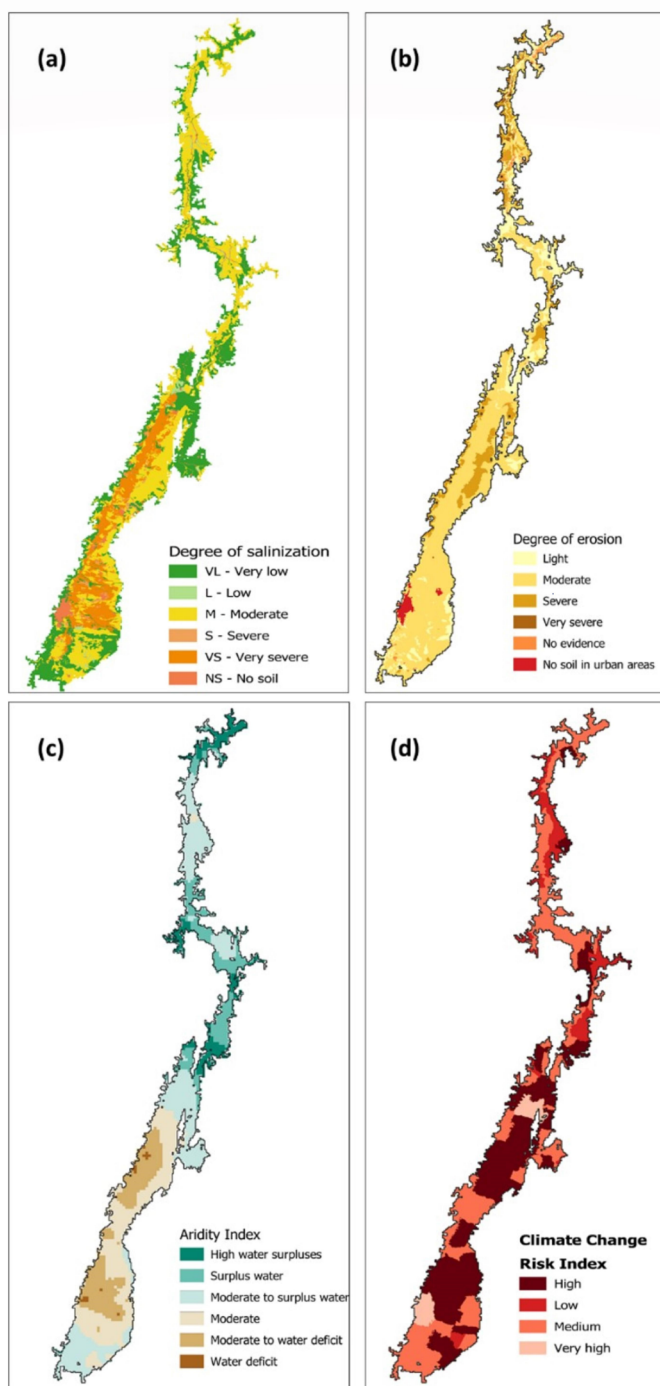 (a)
Degree of salinization
VL - Very low
L - Low
M - Moderate
S - Severe
VS - Very severe
NS - No soil
(b)
Degree of erosion
Light
Moderate
Severe
Very severe
No evidence
No soil in urban areas
(c)
Aridity Index
High water surpluses
Surplus water
Moderate to surplus water
Moderate
Moderate to water deficit
Water deficit
(d)
Climate Change
Risk Index
High
Low
Medium
Very high